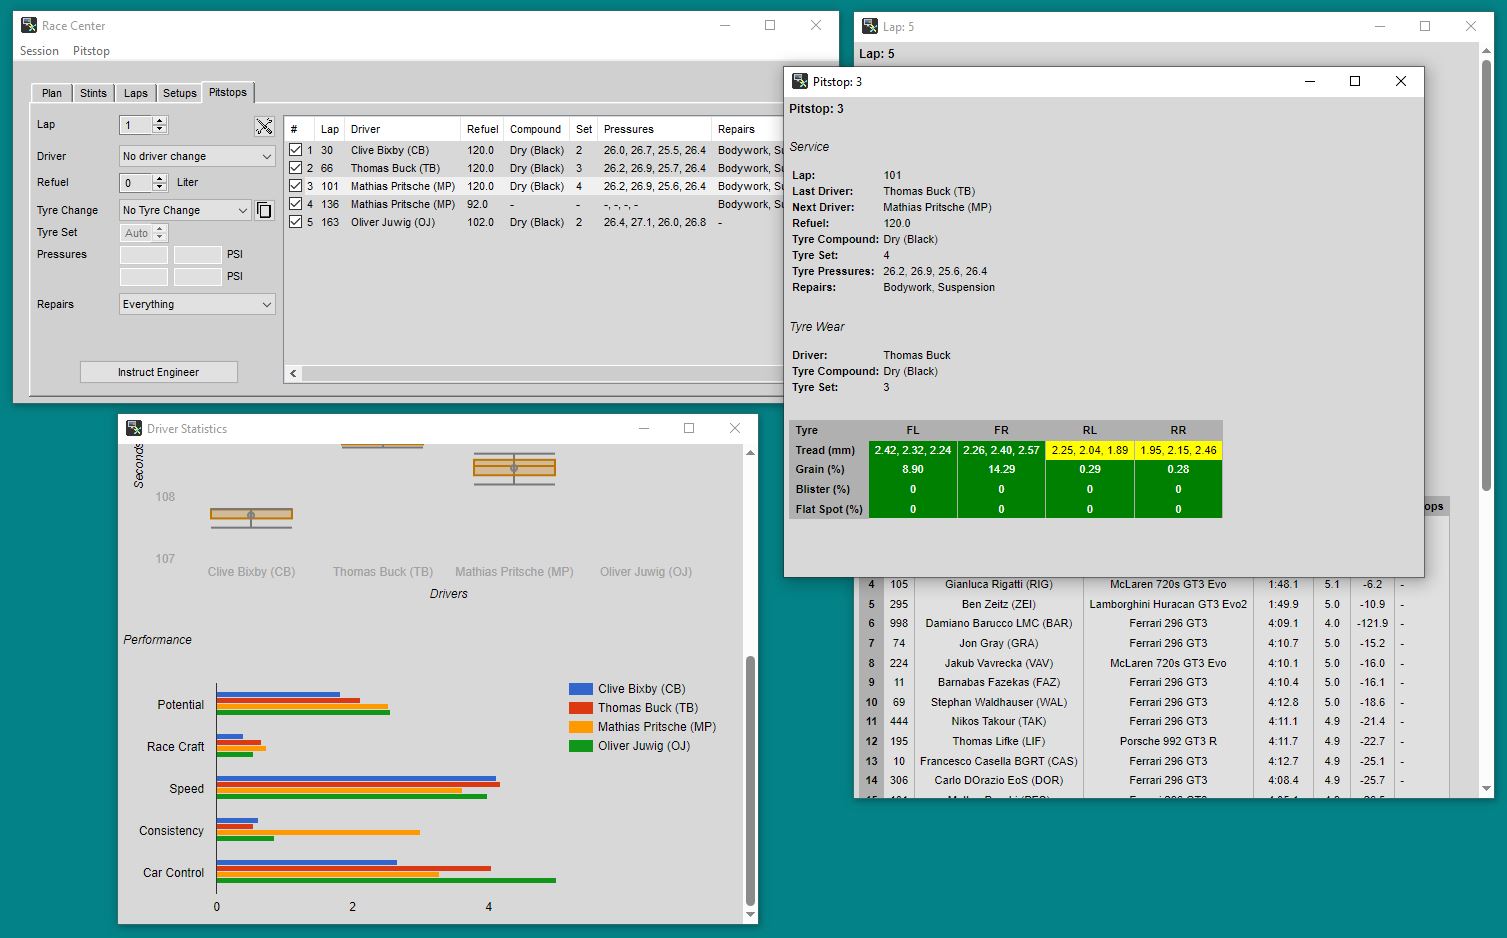 Race Center
Session Pitstop
Plan Stints Laps Setups Pitstops
Lap 1
Driver No driver change
Refuel 0 Liter
Tyre Change No Tyre Change
Tyre Set Auto
Pressures PSI
PSI
Repairs Everything
Instruct Engineer
# Lap Driver Refuel Compound Set Pressures Repairs
1 30 Clive Bixby (CB) 120.0 Dry (Black) 2 26.0, 26.7, 25.5, 26.4 Bodywork, Su
2 66 Thomas Buck (TB) 120.0 Dry (Black) 3 26.2, 26.9, 25.7, 26.4 Bodywork, Su
3 101 Mathias Pritsche (MP) 120.0 Dry (Black) 4 26.2, 26.9, 25.6, 26.4 Bodywork, Su
4 136 Mathias Pritsche (MP) 92.0 - - -, -, -, - Bodywork, Su
5 163 Oliver Juwig (OJ) 102.0 Dry (Black) 2 26.4, 27.1, 26.0, 26.8 -
Lap: 5
Lap: 5
Pitstop: 3
Pitstop: 3
Service
Lap: 101
Last Driver: Thomas Buck (TB)
Next Driver: Mathias Pritsche (MP)
Refuel: 120.0
Tyre Compound: Dry (Black)
Tyre Set: 4
Tyre Pressures: 26.2, 26.9, 25.6, 26.4
Repairs: Bodywork, Suspension
Tyre Wear
Driver: Thomas Buck
Tyre Compound: Dry (Black)
Tyre Set: 3
Tyre FL FR RL RR
Tread (mm) 2.42, 2.32, 2.24 2.26, 2.40, 2.57 2.25, 2.04, 1.89 1.95, 2.15, 2.46
Grain (%) 8.90 14.29 0.29 0.28
Blister (%) 0 0 0 0
Flat Spot (%) 0 0 0 0
ops
4 105 Gianluca Rigatti (RIG) McLaren 720s GT3 Evo 1:48.1 5.1 -6.2 -
5 295 Ben Zeitz (ZEI) Lamborghini Huracan GT3 Evo2 1:49.9 5.0 -10.9 -
6 998 Damiano Barucco LMC (BAR) Ferrari 296 GT3 4:09.1 4.0 -121.9 -
7 74 Jon Gray (GRA) Ferrari 296 GT3 4:10.7 5.0 -15.2 -
8 224 Jakub Vavrecka (VAV) McLaren 720s GT3 Evo 4:10.1 5.0 -16.0 -
9 11 Barnabas Fazekas (FAZ) Ferrari 296 GT3 4:10.4 5.0 -16.1 -
10 69 Stephan Waldhauser (WAL) Ferrari 296 GT3 4:12.8 5.0 -18.6 -
11 444 Nikos Takour (TAK) Ferrari 296 GT3 4:11.1 4.9 -21.4 -
12 195 Thomas Lifke (LIF) Porsche 992 GT3 R 4:11.7 4.9 -22.7 -
13 10 Francesco Casella BGRT (CAS) Ferrari 296 GT3 4:12.7 4.9 -25.1 -
14 306 Carlo DOrazio EoS (DOR) Ferrari 296 GT3 4:08.4 4.9 -25.7 -
Driver Statistics
Seconds
108
107
Clive Bixby (CB) Thomas Buck (TB) Mathias Pritsche (MP) Oliver Juwig (OJ)
Drivers
Performance
Clive Bixby (CB)
Thomas Buck (TB)
Mathias Pritsche (MP)
Oliver Juwig (OJ)
Potential
Race Craft
Speed
Consistency
Car Control
0 2 4